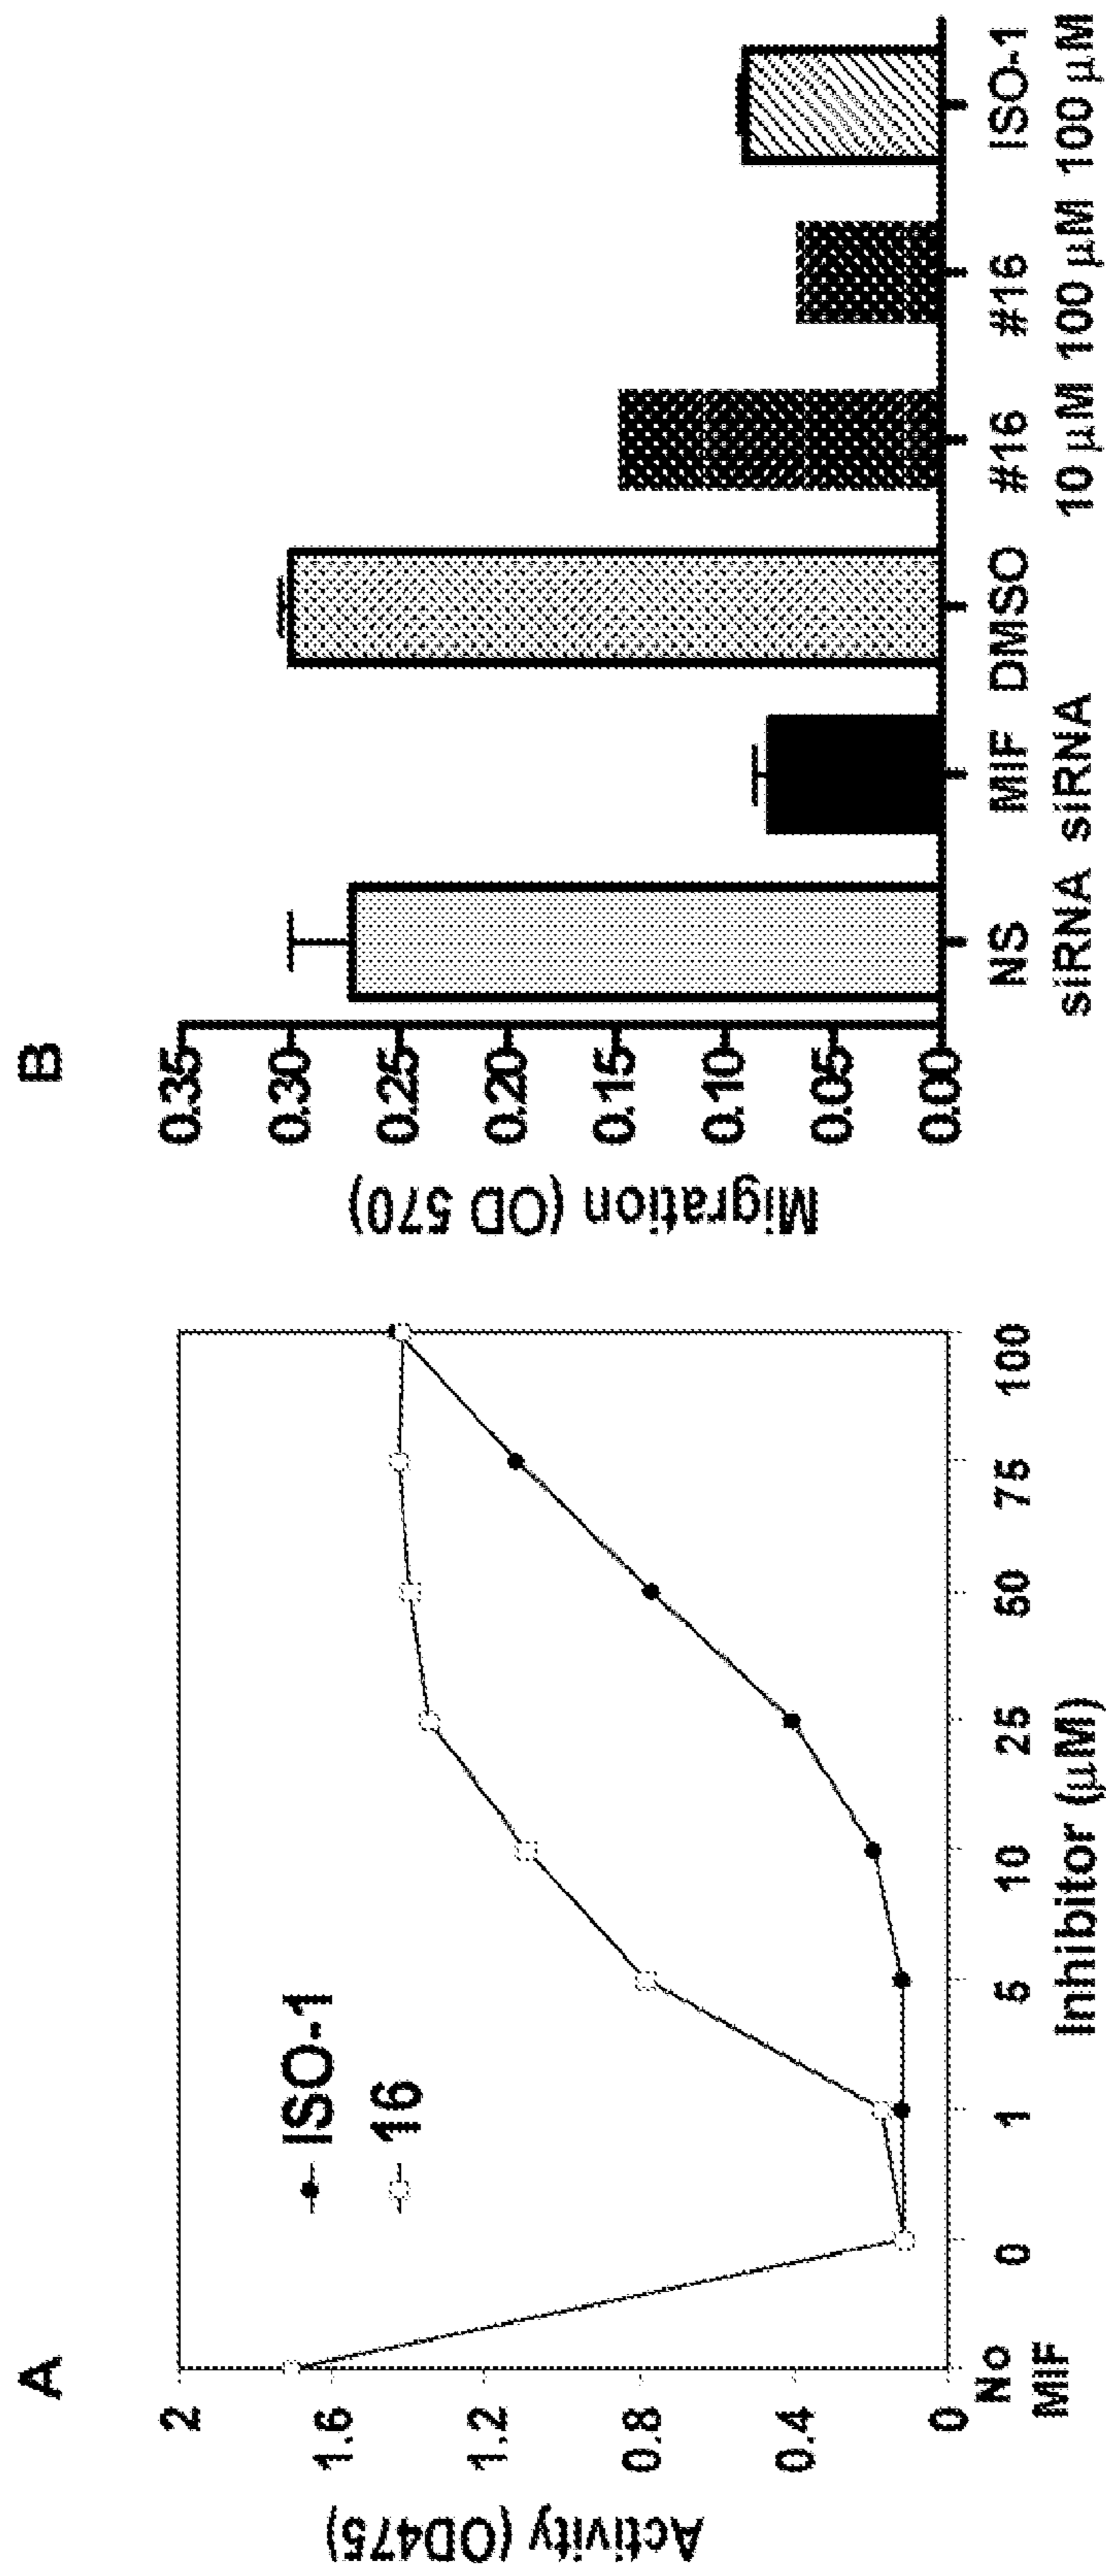 A
Activity (OD475)
2
1.6
1.2
0.8
0.4
0
ISO-1
16
No MIF 0 1 5 10 25 50 75 100
Inhibitor (μM)
B
Migration (OD 570)
0.35
0.30
0.25
0.20
0.15
0.10
0.05
0.00
NS MIF DMSO #16 #16 ISO-1
siRNA siRNA 10 μM 100 μM 100 μM